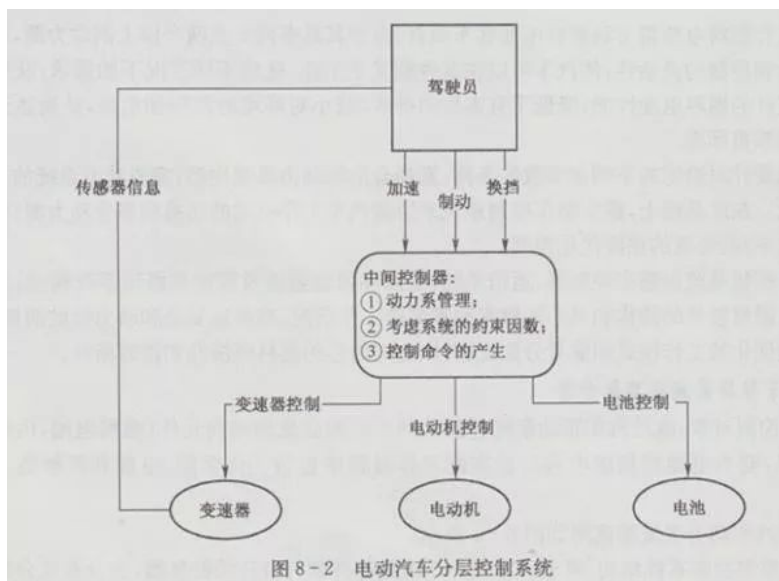 驾驶员
传感器信息
加速
制动
换挡
中间控制器:
①动力系管理;
②考虑系统的约束因数;
③控制命令的产生
变速器控制
电动机控制
电池控制
变速器
电动机
电池
图8-2 电动汽车分层控制系统